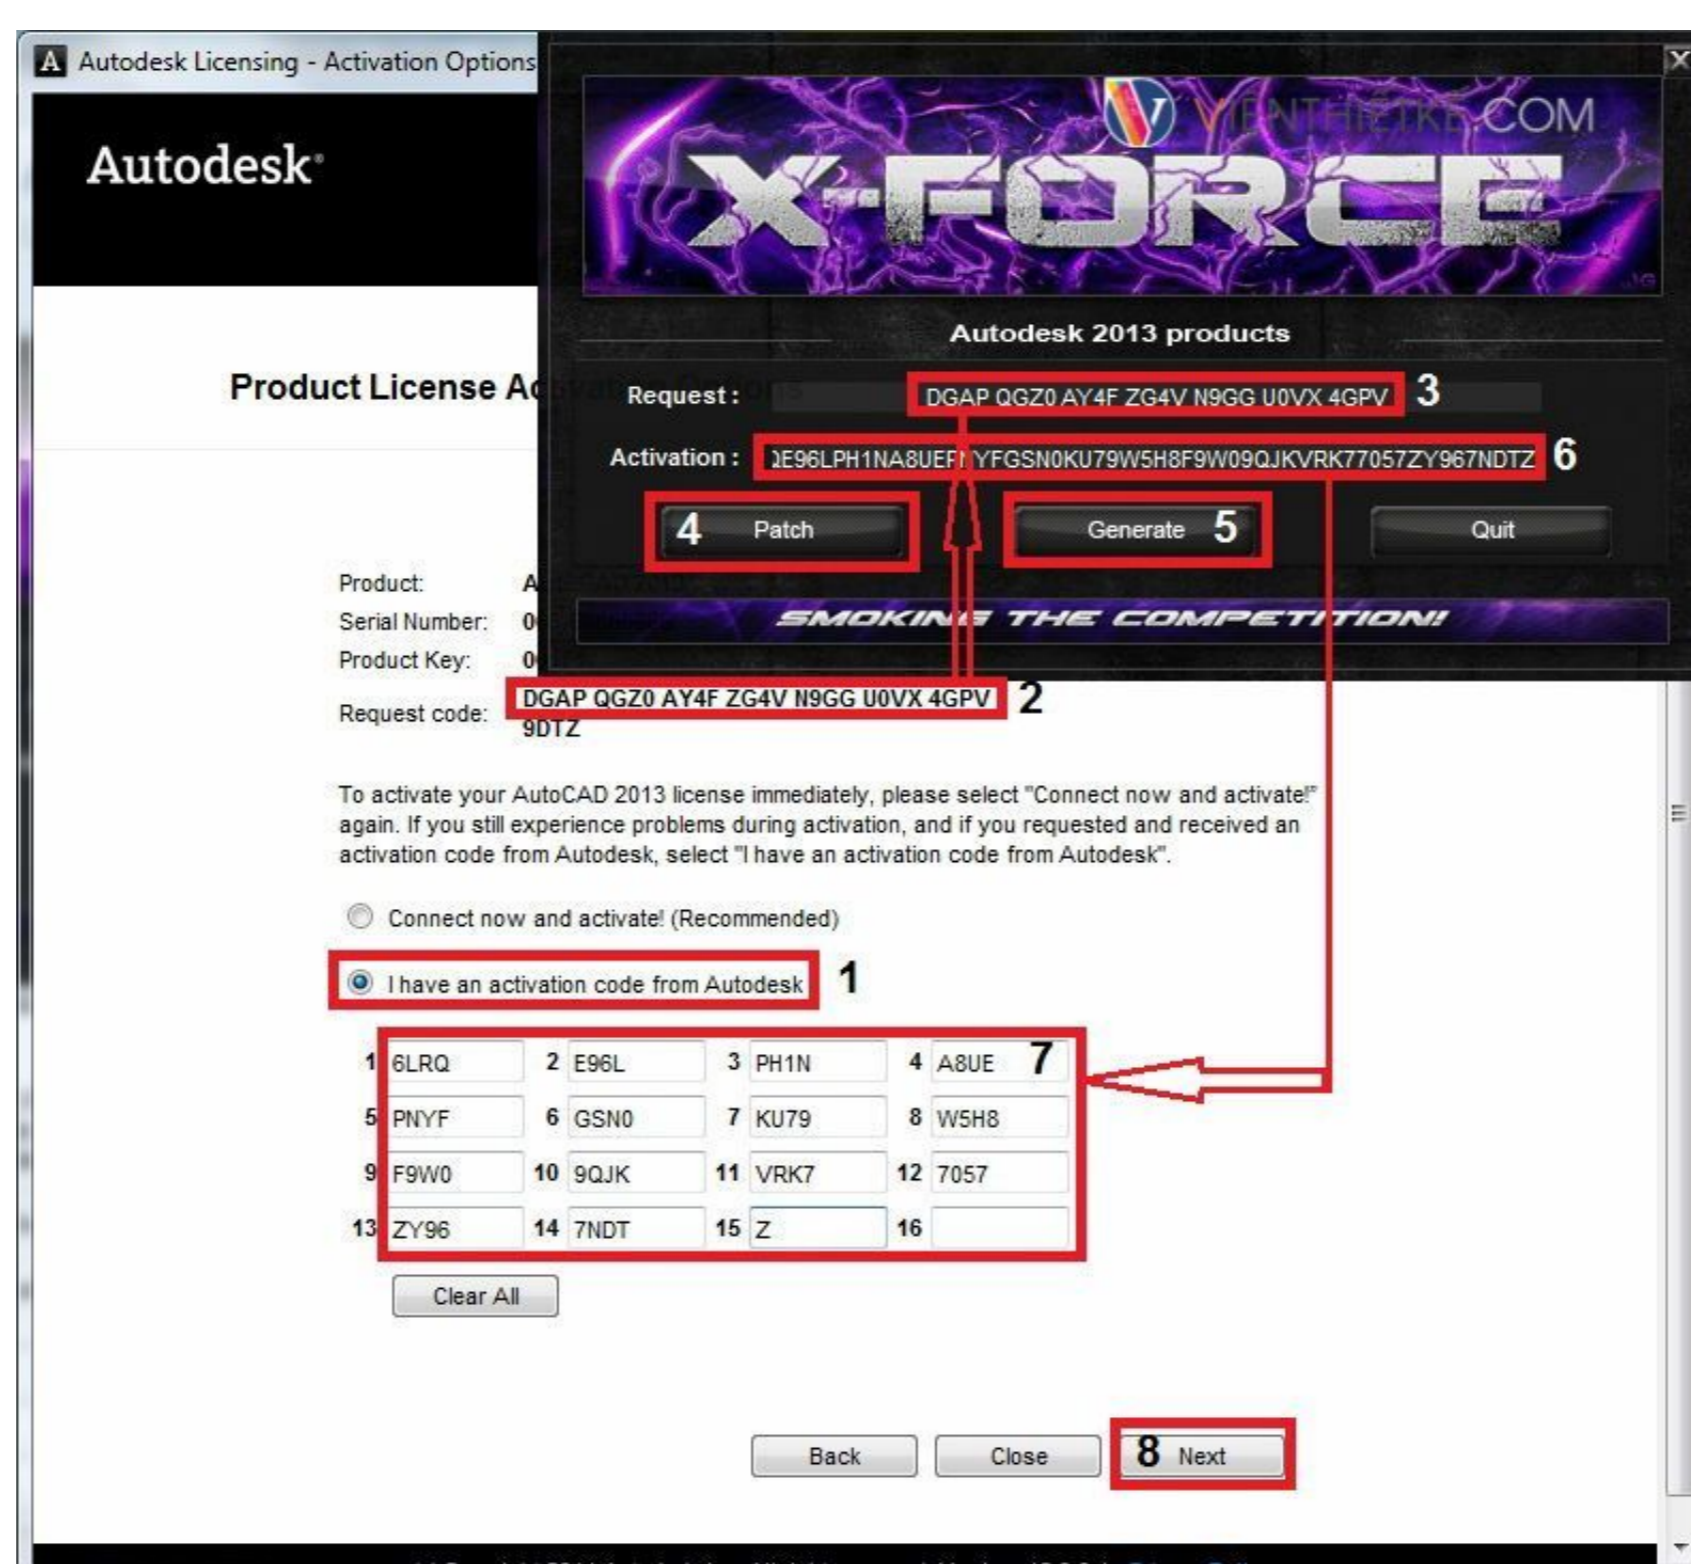 Autodesk Licensing - Activation Options
X
Autodesk
VIENTHIETKE.COM
X-FORCE
Autodesk 2013 products
Product License
Request : DGAP QGZ0 AY4F ZG4V N9GG U0VX 4GPV 3
Activation : 6
4 Patch Generate 5 Quit
Product:
Serial Number:
SMOKING THE COMPETITION!
Product Key:
Request code: DGAP QGZ0 AY4F ZG4V N9GG U0VX 4GPV 2
9DTZ
To activate your AutoCAD 2013 license immediately, please select "Connect now and activate!"
again. If you still experience problems during activation, and if you requested and received an
activation code from Autodesk, select "I have an activation code from Autodesk".
Connect now and activate! (Recommended)
I have an activation code from Autodesk 1
1 6LRQ 2 E96L 3 PH1N 4 A8UE 7
5 PNYF 6 GSN0 7 KU79 8 W5H8
9 F9W0 10 9QJK 11 VRK7 12 7057
13 ZY96 14 7NDT 15 Z 16
Clear All
Back Close 8 Next